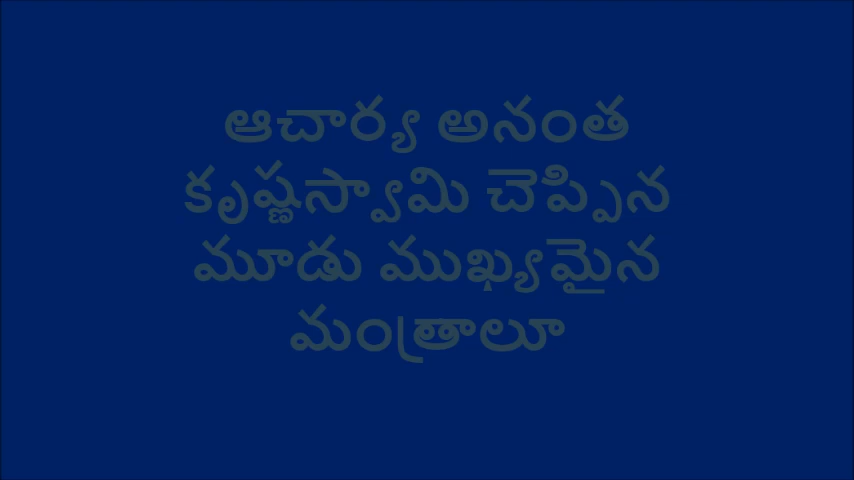 ఆచార్య అనంత
కృష్ణస్వామి చెప్పిన
మూడు ముఖ్యమైన
మంత్రాలూ